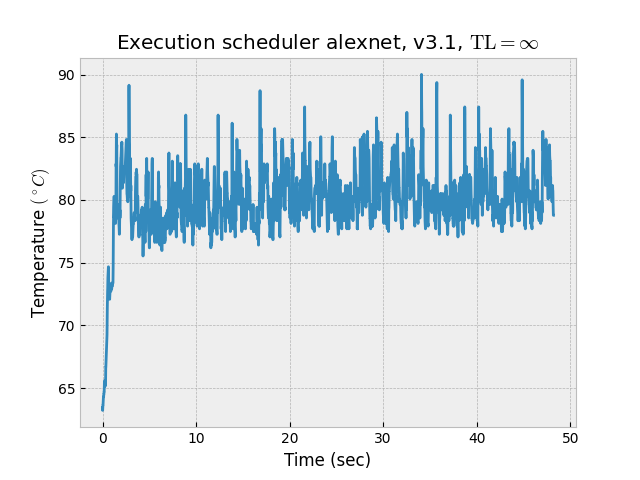 Execution scheduler alexnet, v3.1, TL = ∞
Temperature (°C)
90
85
80
75
70
65
0 10 20 30 40 50
Time (sec)